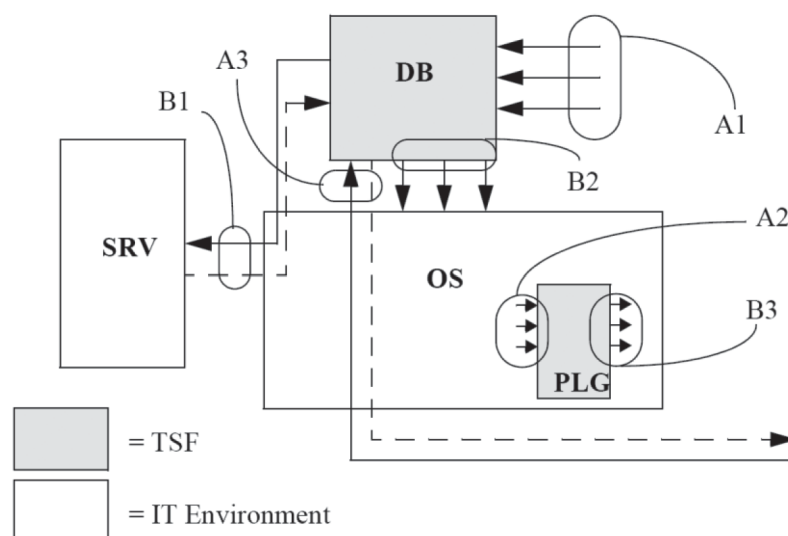 DB
A3
B1
A1
B2
SRV
OS
A2
B3
PLG
= TSF
= IT Environment